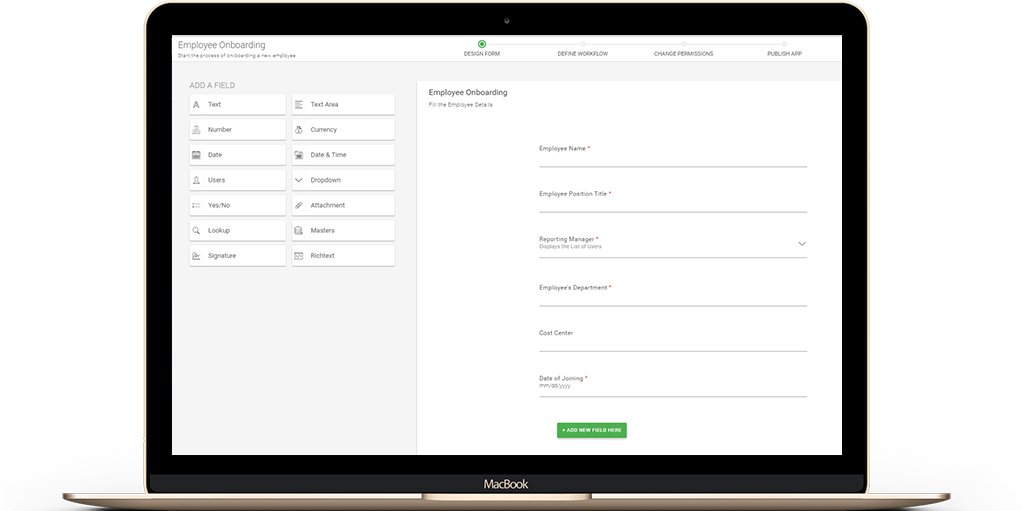 Employee Onboarding
Start the process of onboarding a new employee
DESIGN FORM
DEFINE WORKFLOW
CHANGE PERMISSIONS
PUBLISH APP
ADD A FIELD
Text
Text Area
Number
Currency
Date
Date & Time
Users
Dropdown
Yes/No
Attachment
Lookup
Masters
Signature
Richtext
Employee Onboarding
Fill the Employee Details
Employee Name *
Employee Position Title *
Reporting Manager *
Displays the List of Users
Employee's Department *
Cost Center
Date of Joining *
mm/dd/yyyy
+ ADD NEW FIELD HERE
MacBook